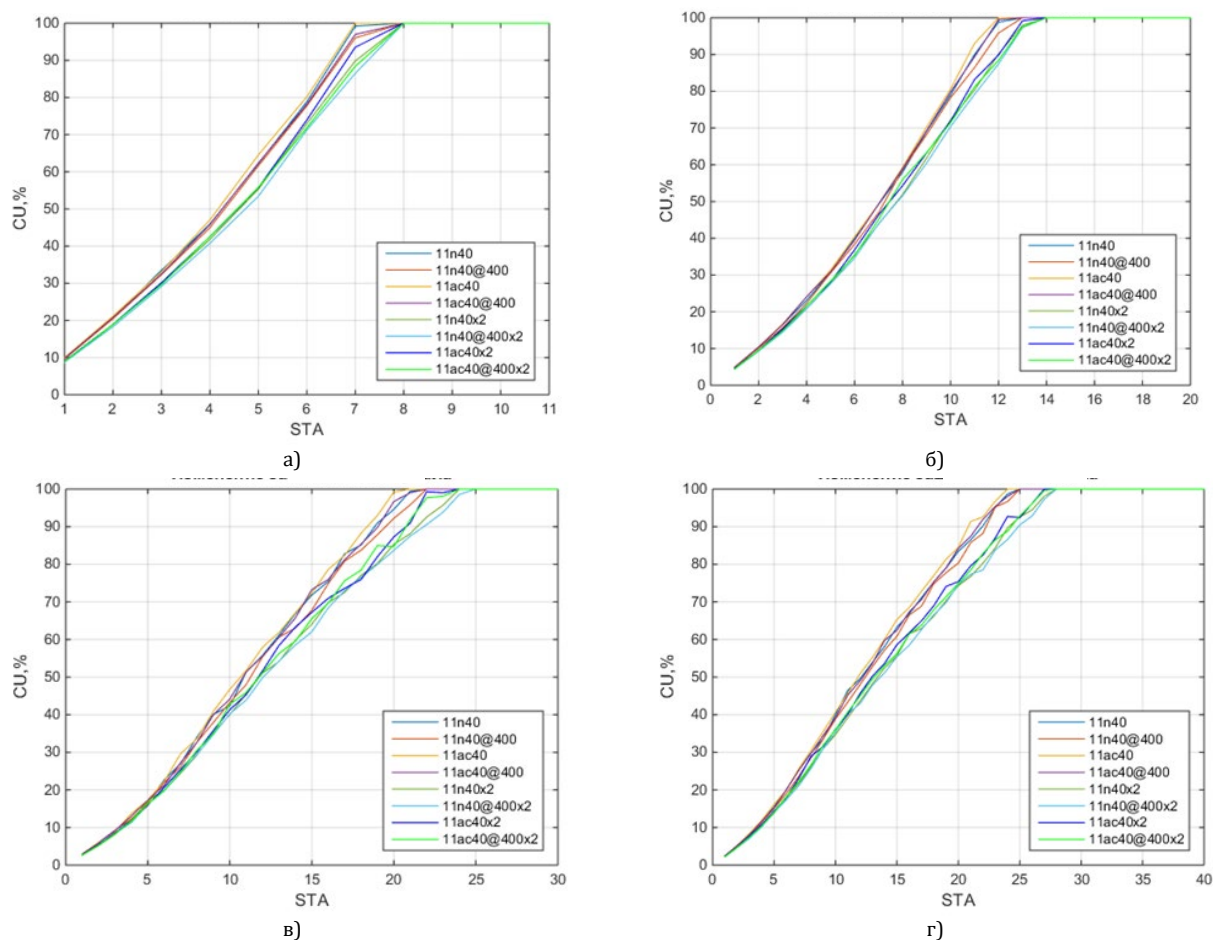 100
90
80
70
60
50
40
30
20
10
0
CU,%
11n40
11n40@400
11ac40
11ac40@400
11n40x2
11n40@400x2
11ac40x2
11ac40@400x2
1 2 3 4 5 6 7 8 9 10 11
STA
а)
100
90
80
70
60
50
40
30
20
10
0
CU,%
11n40
11n40@400
11ac40
11ac40@400
11n40x2
11n40@400x2
11ac40x2
11ac40@400x2
0 2 4 6 8 10 12 14 16 18 20
STA
б)
100
90
80
70
60
50
40
30
20
10
0
CU,%
11n40
11n40@400
11ac40
11ac40@400
11n40x2
11n40@400x2
11ac40x2
11ac40@400x2
0 5 10 15 20 25 30
STA
в)
100
90
80
70
60
50
40
30
20
10
0
CU,%
11n40
11n40@400
11ac40
11ac40@400
11n40x2
11n40@400x2
11ac40x2
11ac40@400x2
0 5 10 15 20 25 30 35 40
STA
г)